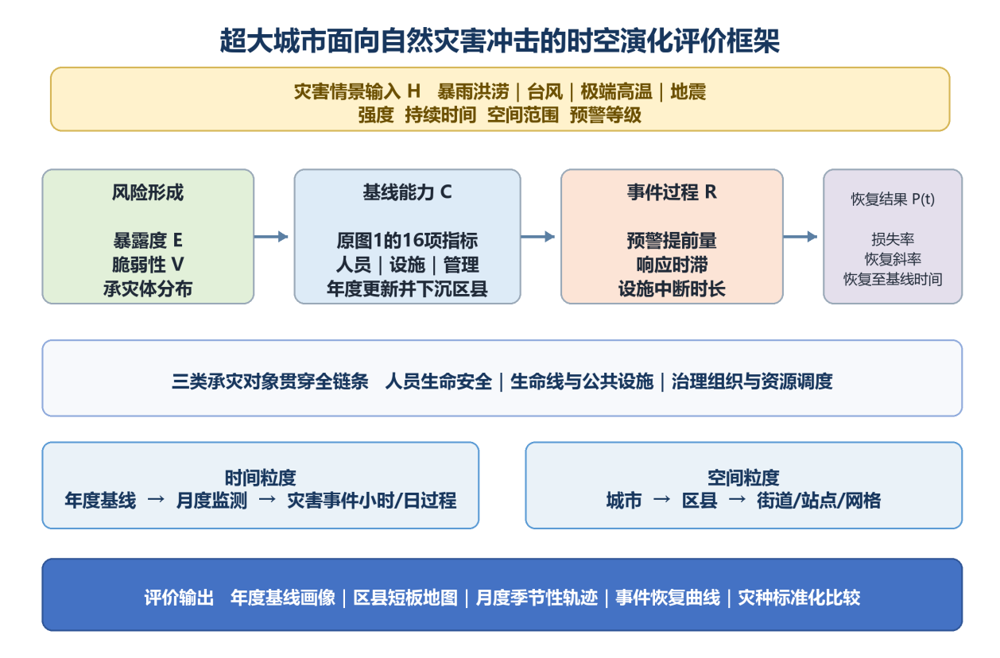 超大城市面向自然灾害冲击的时空演化评价框架
灾害情景输入 H 暴雨洪涝｜台风｜极端高温｜地震
强度 持续时间 空间范围 预警等级
风险形成
暴露度 E
脆弱性 V
承灾体分布
基线能力 C
原图1的16项指标
人员｜设施｜管理
年度更新并下沉区县
事件过程 R
预警提前量
响应时滞
设施中断时长
恢复结果 P(t)
损失率
恢复斜率
恢复至基线时间
三类承灾对象贯穿全链条 人员生命安全｜生命线与公共设施｜治理组织与资源调度
时间粒度
年度基线 → 月度监测 → 灾害事件小时/日过程
空间粒度
城市 → 区县 → 街道/站点/网格
评价输出 年度基线画像｜区县短板地图｜月度季节性轨迹｜事件恢复曲线｜灾种标准化比较